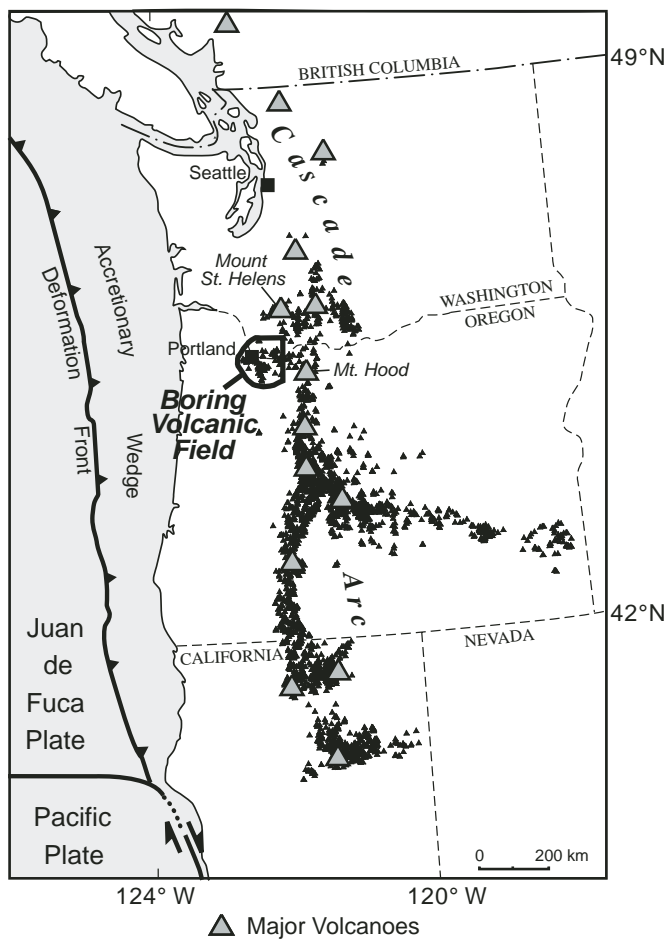 BRITISH COLUMBIA
49°N
Cascade
Seattle
Mount
St. Helens
WASHINGTON
OREGON
Accretionary
Wedge
Deformation
Front
Portland
Mt. Hood
Boring
Volcanic
Field
Arc
42°N
CALIFORNIA
NEVADA
Juan
de
Fuca
Plate
Pacific
Plate
0 200 km
124° W
120° W
Major Volcanoes